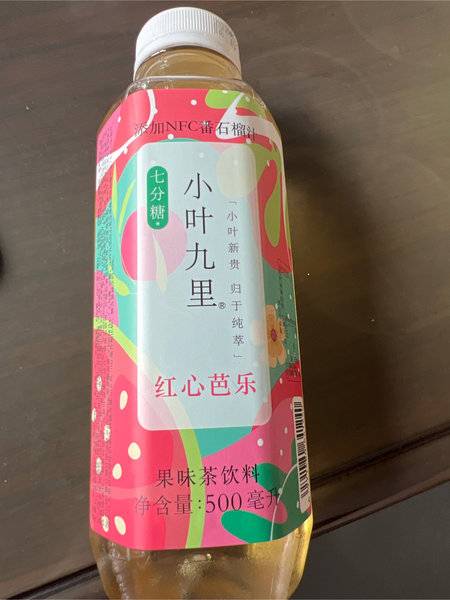 添加NFC番石榴汁
七分糖
小叶九里®
「小叶新贵 归于纯萃」
红心芭乐
果味茶饮料
净含量:500毫升